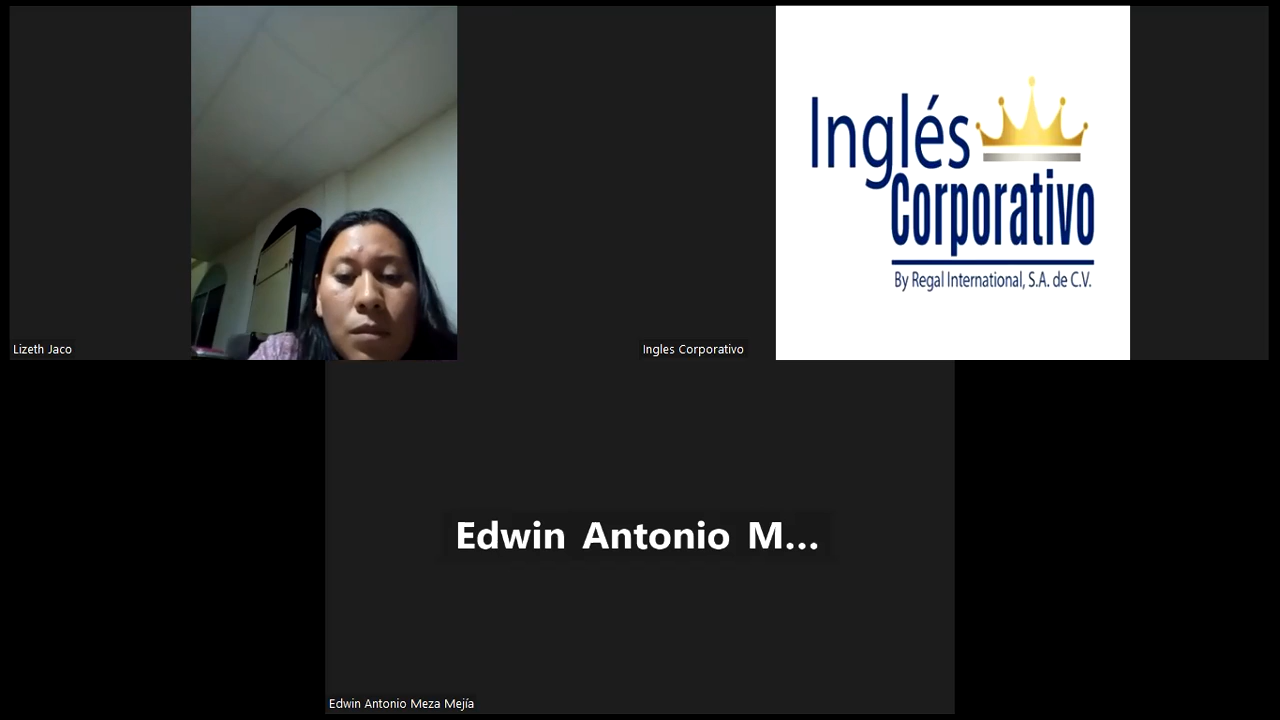 Inglés
Corporativo
By Regal International, S.A. de C.V.
Lizeth Jaco
Ingles Corporativo
Edwin Antonio M...
Edwin Antonio Meza Mejía